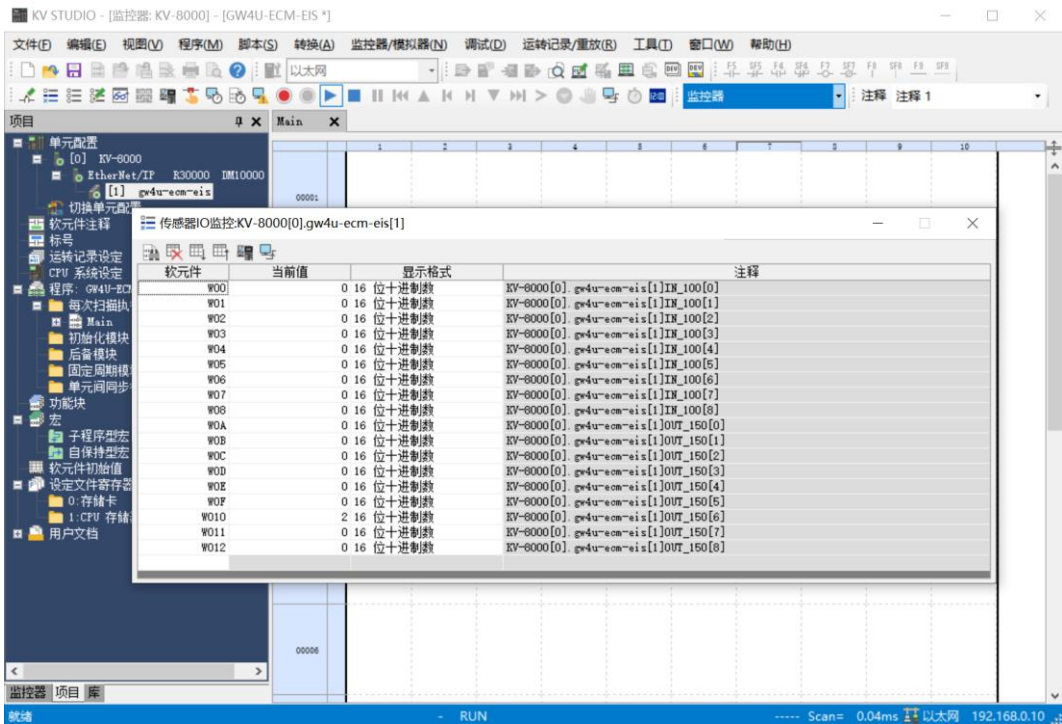 KV STUDIO - [监控器: KV-8000] - [GW4U-ECM-EIS *]
文件(F) 编辑(E) 视图(V) 程序(M) 脚本(S) 转换(A) 监控器/模拟器(N) 调试(D) 运转记录/重放(R) 工具(T) 窗口(W) 帮助(H)
以太网
监控器 注释 注释 1
项目
Main
单元配置
[0] KV-8000
EtherNet/IP R30000 DM10000
[1] gw4u-ecm-eis
切换单元配置
软元件注释
标号
运转记录设定
CPU 系统设定
程序: GW4U-EC
每次扫描执
Main
初始化模块
后备模块
固定周期模
单元间同步
功能块
宏
子程序型宏
自保持型宏
软元件初始值
设定文件寄存器
0:存储卡
1:CPU 存储
用户文档
1 2 3 4 5 6 7 8 9 10
00001
传感器IO监控:KV-8000[0].gw4u-ecm-eis[1]
软元件 当前值 显示格式 注释
W00 0 16 位十进制数 KV-8000[0].gw4u-ecm-eis[1]IN_100[0]
W01 0 16 位十进制数 KV-8000[0].gw4u-ecm-eis[1]IN_100[1]
W02 0 16 位十进制数 KV-8000[0].gw4u-ecm-eis[1]IN_100[2]
W03 0 16 位十进制数 KV-8000[0].gw4u-ecm-eis[1]IN_100[3]
W04 0 16 位十进制数 KV-8000[0].gw4u-ecm-eis[1]IN_100[4]
W05 0 16 位十进制数 KV-8000[0].gw4u-ecm-eis[1]IN_100[5]
W06 0 16 位十进制数 KV-8000[0].gw4u-ecm-eis[1]IN_100[6]
W07 0 16 位十进制数 KV-8000[0].gw4u-ecm-eis[1]IN_100[7]
W08 0 16 位十进制数 KV-8000[0].gw4u-ecm-eis[1]IN_100[8]
W0A 0 16 位十进制数 KV-8000[0].gw4u-ecm-eis[1]OUT_150[0]
W0B 0 16 位十进制数 KV-8000[0].gw4u-ecm-eis[1]OUT_150[1]
W0C 0 16 位十进制数 KV-8000[0].gw4u-ecm-eis[1]OUT_150[2]
W0D 0 16 位十进制数 KV-8000[0].gw4u-ecm-eis[1]OUT_150[3]
W0E 0 16 位十进制数 KV-8000[0].gw4u-ecm-eis[1]OUT_150[4]
W0F 0 16 位十进制数 KV-8000[0].gw4u-ecm-eis[1]OUT_150[5]
W010 2 16 位十进制数 KV-8000[0].gw4u-ecm-eis[1]OUT_150[6]
W011 0 16 位十进制数 KV-8000[0].gw4u-ecm-eis[1]OUT_150[7]
W012 0 16 位十进制数 KV-8000[0].gw4u-ecm-eis[1]OUT_150[8]
00006
监控器 项目 库
就绪 - RUN ----- Scan= 0.04ms 以太网 192.168.0.10